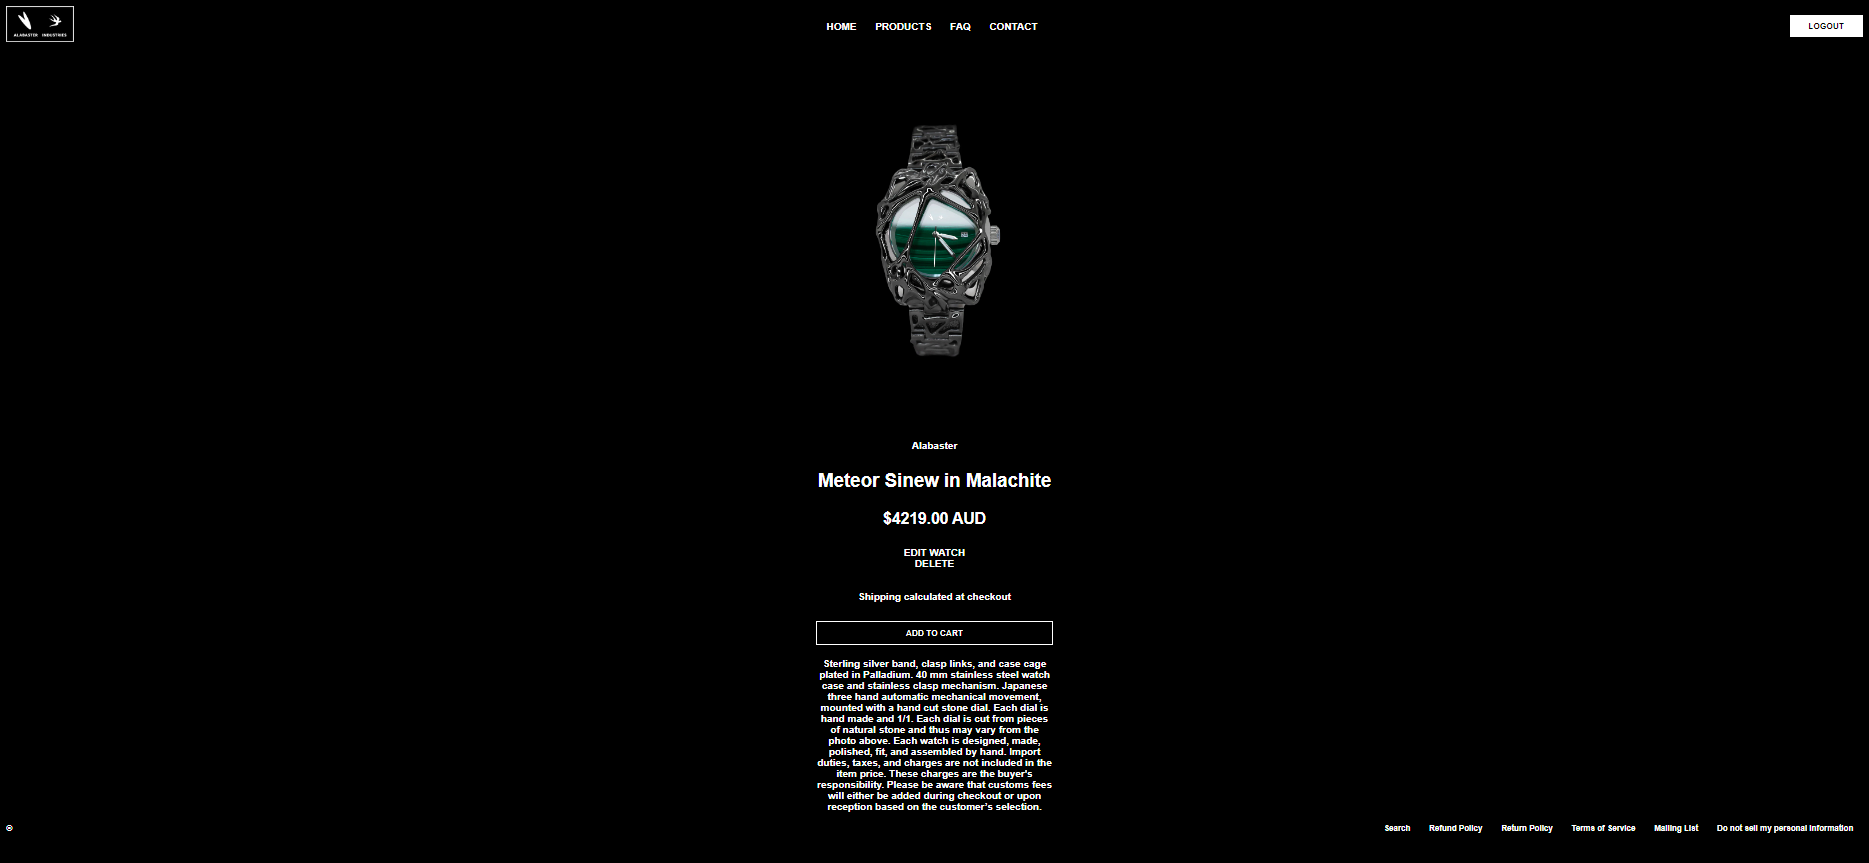 ALABASTER INDUSTRIES
HOME PRODUCTS FAQ CONTACT
LOGOUT
Alabaster
Meteor Sinew in Malachite
$4219.00 AUD
EDIT WATCH
DELETE
Shipping calculated at checkout
ADD TO CART
Sterling silver band, clasp links, and case cage
plated in Palladium. 40 mm stainless steel watch
case and stainless clasp mechanism. Japanese
three hand automatic mechanical movement,
mounted with a hand cut stone dial. Each dial is
hand made and 1/1. Each dial is cut from pieces
of natural stone and thus may vary from the
photo above. Each watch is designed, made,
polished, fit, and assembled by hand. Import
duties, taxes, and charges are not included in the
item price. These charges are the buyer's
responsibility. Please be aware that customs fees
will either be added during checkout or upon
reception based on the customer's selection.
© Search Refund Policy Return Policy Terms of Service Mailing List Do not sell my personal information